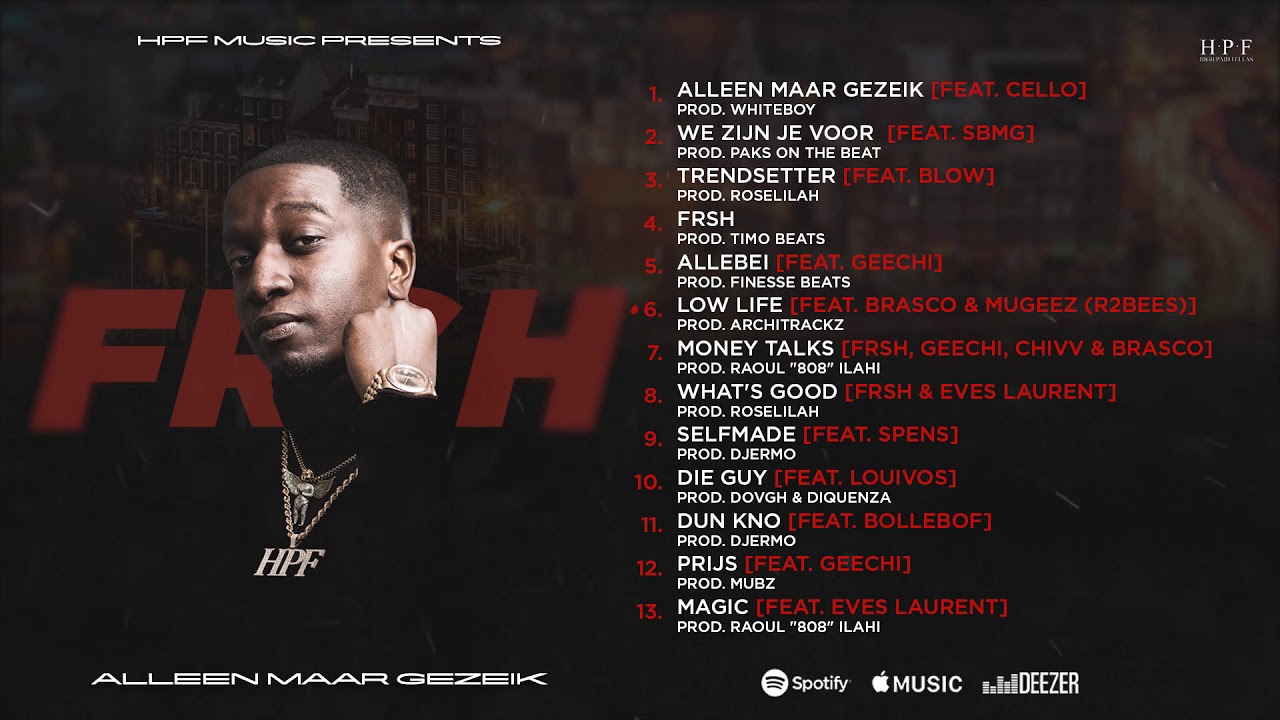 HPF MUSIC PRESENTS
H·P·F
HIGH PAID FELLAS
FRSH
HPF
1. ALLEEN MAAR GEZEIK [FEAT. CELLO]
PROD. WHITEBOY
2. WE ZIJN JE VOOR [FEAT. SBMG]
PROD. PAKS ON THE BEAT
3. TRENDSETTER [FEAT. BLOW]
PROD. ROSELILAH
4. FRSH
PROD. TIMO BEATS
5. ALLEBEI [FEAT. GEECHI]
PROD. FINESSE BEATS
6. LOW LIFE [FEAT. BRASCO & MUGEEZ (R2BEES)]
PROD. ARCHITRACKZ
7. MONEY TALKS [FRSH, GEECHI, CHIVV & BRASCO]
PROD. RAOUL "808" ILAHI
8. WHAT'S GOOD [FRSH & EVES LAURENT]
PROD. ROSELILAH
9. SELFMADE [FEAT. SPENS]
PROD. DJERMO
10. DIE GUY [FEAT. LOUIVOS]
PROD. DOVGH & DIQUENZA
11. DUN KNO [FEAT. BOLLEBOF]
PROD. DJERMO
12. PRIJS [FEAT. GEECHI]
PROD. MUBZ
13. MAGIC [FEAT. EVES LAURENT]
PROD. RAOUL "808" ILAHI
ALLEEN MAAR GEZEIK
Spotify MUSIC DEEZER